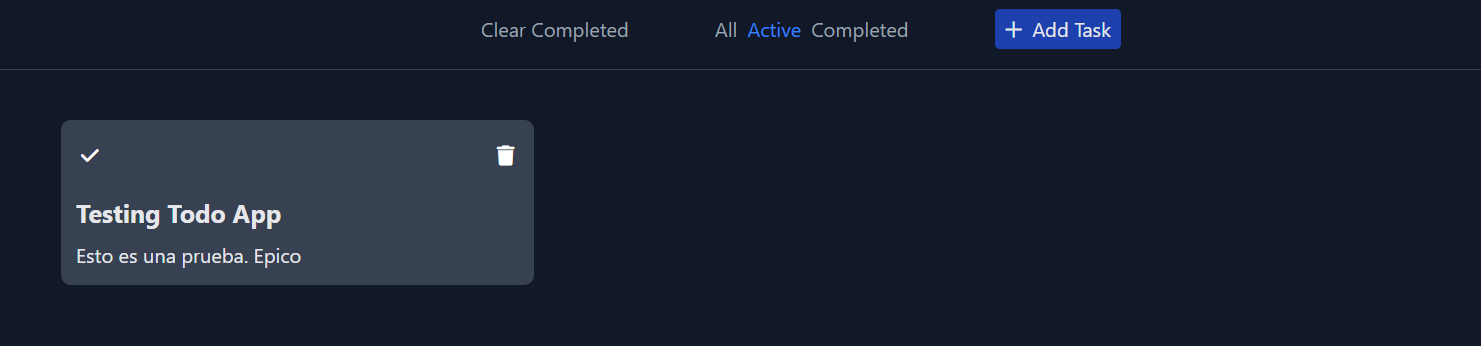 Clear Completed All Active Completed Add Task
Testing Todo App
Esto es una prueba. Epico